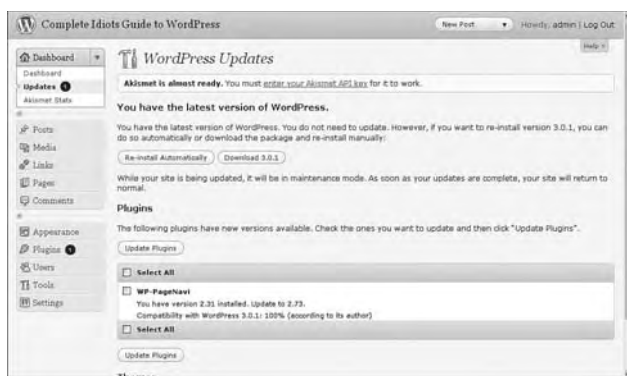 Complete Idiots Guide to WordPress
New Post
Howdy, admin | Log Out
Help
Dashboard
Dashboard
Updates 1
Akismet Stats
Posts
Media
Links
Pages
Comments
Appearance
Plugins 1
Users
Tools
Settings
WordPress Updates
Akismet is almost ready. You must enter your Akismet API key for it to work.
You have the latest version of WordPress.
You have the latest version of WordPress. You do not need to update. However, if you want to re-install version 3.0.1, you can
do so automatically or download the package and re-install manually:
Re-install Automatically
Download 3.0.1
While your site is being updated, it will be in maintenance mode. As soon as your updates are complete, your site will return to
normal.
Plugins
The following plugins have new versions available. Check the ones you want to update and then click "Update Plugins".
Update Plugins
Select All
WP-PageNavi
You have version 2.31 installed. Update to 2.73.
Compatibility with WordPress 3.0.1: 100% (according to its author)
Select All
Update Plugins